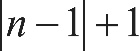 |n − 1| + 1